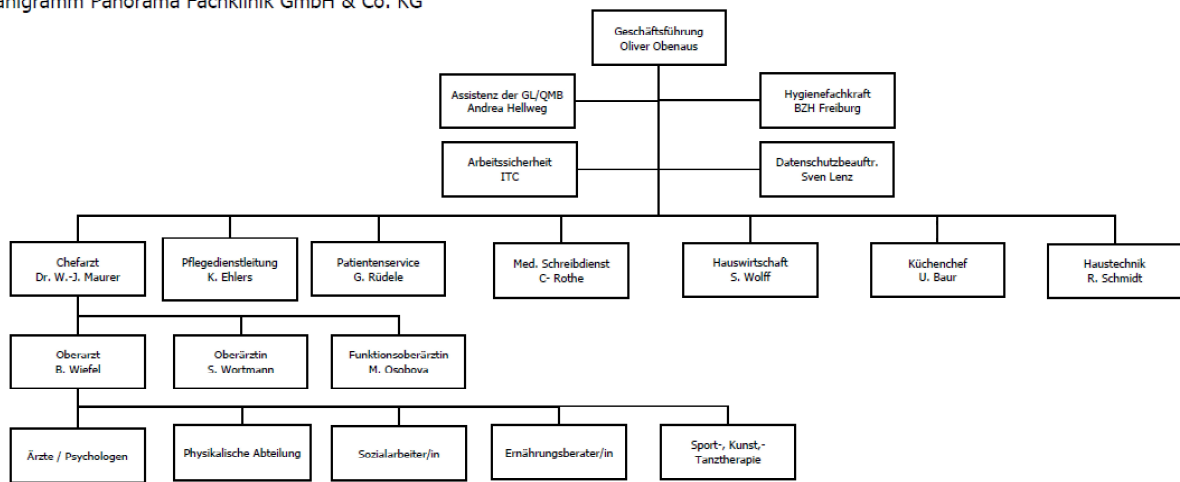 anigramm Panorama Fachklinik GmbH & Co. KG
Geschäftsführung
Oliver Obenaus
Assistenz der GL/QMB
Andrea Hellweg
Hygienefachkraft
BZH Freiburg
Arbeitssicherheit
ITC
Datenschutzbeauftr.
Sven Lenz
Chefarzt
Dr. W.-J. Maurer
Pflegedienstleitung
K. Ehlers
Patientenservice
G. Rüdele
Med. Schreibdienst
C- Rothe
Hauswirtschaft
S. Wolff
Küchenchef
U. Baur
Haustechnik
R. Schmidt
Oberarzt
B. Wiefel
Oberärztin
S. Wortmann
Funktionsoberärztin
M. Osobova
Ärzte / Psychologen
Physikalische Abteilung
Sozialarbeiter/in
Ernährungsberater/in
Sport-, Kunst,-
Tanztherapie